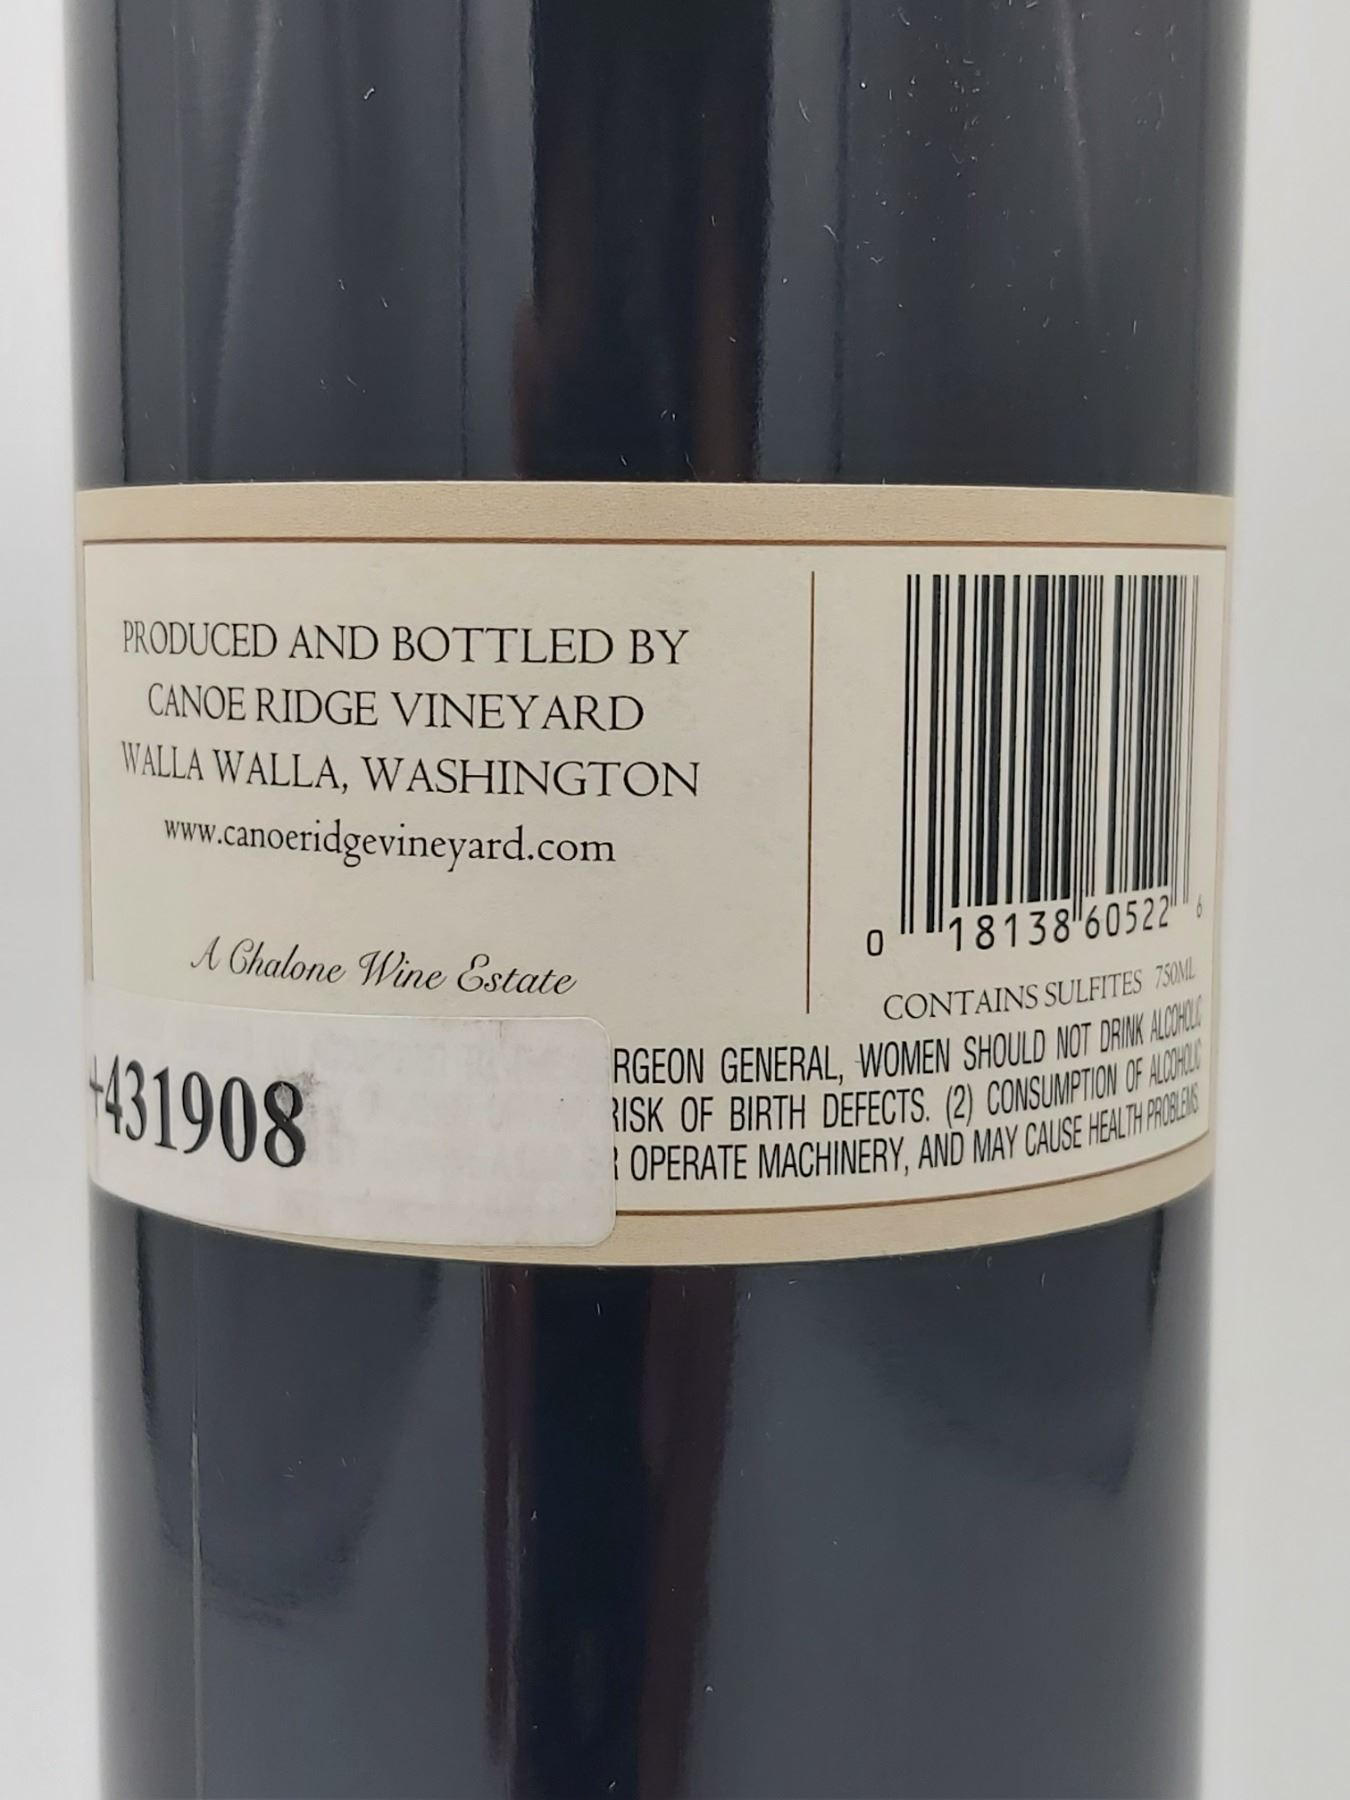 PRODUCED AND BOTTLED BY
CANOE RIDGE VINEYARD
WALLA WALLA, WASHINGTON
www.canoeridgevineyard.com
A Chalone Wine Estate
0 18138 60522 6
CONTAINS SULFITES 750ML
RGEON GENERAL, WOMEN SHOULD NOT DRINK ALCOHOLIC
RISK OF BIRTH DEFECTS. (2) CONSUMPTION OF ALCOHOLIC
R OPERATE MACHINERY, AND MAY CAUSE HEALTH PROBLEMS.
+431908